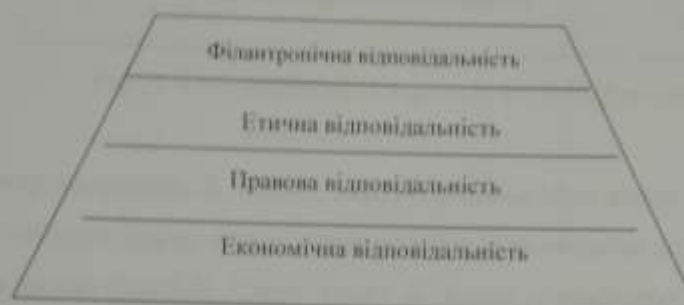 Філантропічна відповідальність
Етична відповідальність
Правова відповідальність
Економічна відповідальність